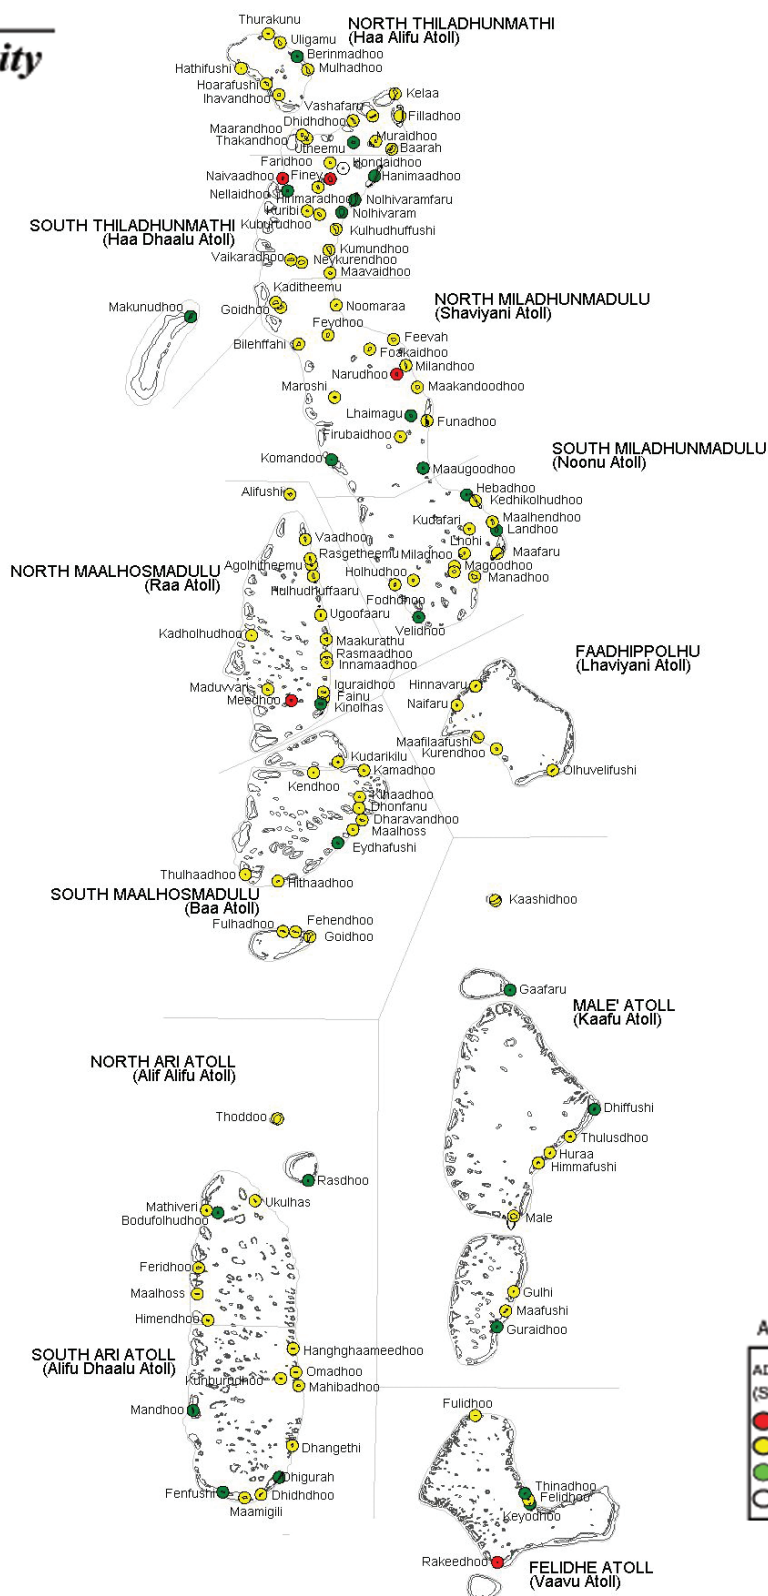 ity
Thurakunu
NORTH THILADHUNMATHI
(Haa Alifu Atoll)
Uligamu
Berinmadhoo
Hathifushi
Mulhadhoo
Hoarafushi
Ihavandhoo
Kelaa
Vashafaru
Filladhoo
Dhidhdhoo
Maarandhoo
Thakandhoo
Muraidhoo
Utheemu
Baarah
Faridhoo
Hondaidhoo
Naivaadhoo
Finey
Hanimaadhoo
Nellaidhoo
Hirimaradhoo
Nolhivaramfaru
Kuribi
Nolhivaram
SOUTH THILADHUNMATHI
(Haa Dhaalu Atoll)
Kuburudhoo
Kulhudhuffushi
Kumundhoo
Vaikaradhoo
Neykurendhoo
Maavaidhoo
Kaditheemu
NORTH MILADHUNMADULU
(Shaviyani Atoll)
Makunudhoo
Goidhoo
Noomaraa
Feydhoo
Bilehffahi
Feevah
Foakaidhoo
Milandhoo
Narudhoo
Maroshi
Maakandoodhoo
Lhaimagu
Funadhoo
Firubaidhoo
SOUTH MILADHUNMADULU
(Noonu Atoll)
Komandoo
Maaugoodhoo
Alifushi
Hebadhoo
Kedhikolhudhoo
Kudafari
Maalhendhoo
Landhoo
Vaadhoo
Lhohi
NORTH MAALHOSMADULU
(Raa Atoll)
Rasgetheemu
Miladhoo
Maafaru
Agolhitheemu
Holhudhoo
Magoodhoo
Manadhoo
Hulhudhuffaaru
Fodhdhoo
Ugoofaaru
Velidhoo
Kadholhudhoo
Maakurathu
Rasmaadhoo
Innamaadhoo
FAADHIPPOLHU
(Lhaviyani Atoll)
Maduvvari
Iguraidhoo
Hinnavaru
Meedhoo
Fainu
Kinolhas
Naifaru
Maafilaafushi
Kurendhoo
Kudarikilu
Kamadhoo
Olhuvelifushi
Kendhoo
Kihaadhoo
Dhonfanu
Dharavandhoo
Maalhoss
Eydhafushi
Thulhaadhoo
Hithaadhoo
SOUTH MAALHOSMADULU
(Baa Atoll)
Kaashidhoo
Fulhadhoo
Fehendhoo
Goidhoo
Gaafaru
MALE' ATOLL
(Kaafu Atoll)
NORTH ARI ATOLL
(Alif Alifu Atoll)
Thoddoo
Dhiffushi
Thulusdhoo
Huraa
Himmafushi
Rasdhoo
Mathiveri
Ukulhas
Bodufolhudhoo
Male
Feridhoo
Maalhoss
Gulhi
Himendhoo
Maafushi
Guraidhoo
SOUTH ARI ATOLL
(Alifu Dhaalu Atoll)
Hanghghaameedhoo
Omadhoo
Kunburudhoo
Mahibadhoo
Mandhoo
Fulidhoo
Dhangethi
Dhigurah
Fenfushi
Dhidhdhoo
Maamigili
Thinadhoo
Felidhoo
Keyodhoo
Rakeedhoo
FELIDHE ATOLL
(Vaavu Atoll)
A
AD
(S